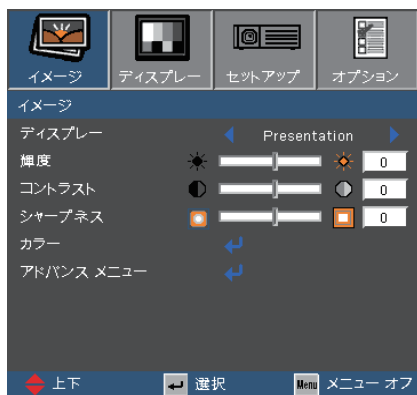 イメージ ディスプレー セットアップ オプション
イメージ
ディスプレー Presentation
輝度 0
コントラスト 0
シャープネス 0
カラー
アドバンス メニュー
上下 選択 Menu メニュー オフ